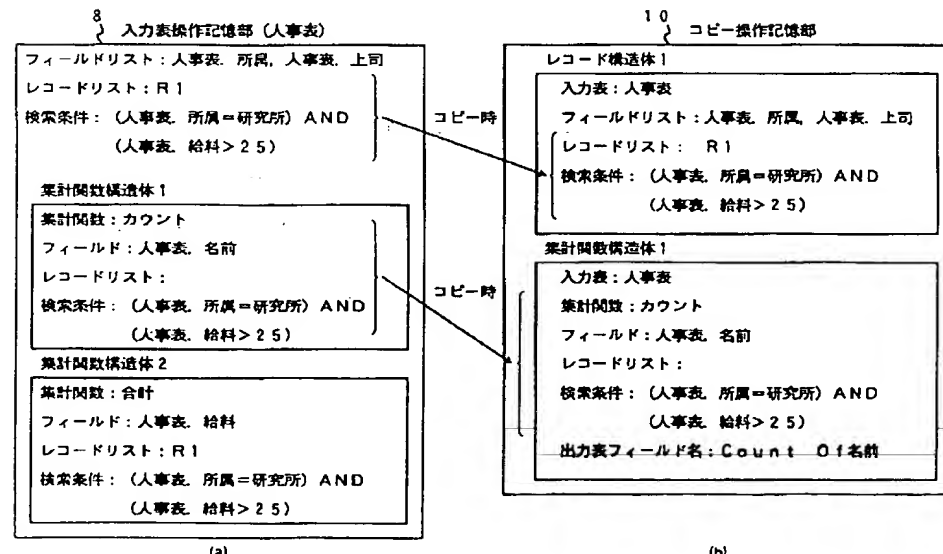 8
入力表操作記憶部(人事表)
フィールドリスト:人事表.所属,人事表.上司
レコードリスト:R1
検索条件:(人事表.所属=研究所)AND
(人事表.給料>25)
集計関数構造体1
集計関数:カウント
フィールド:人事表.名前
レコードリスト:
検索条件:(人事表.所属=研究所)AND
(人事表.給料>25)
集計関数構造体2
集計関数:合計
フィールド:人事表.給料
レコードリスト:R1
検索条件:(人事表.所属=研究所)AND
(人事表.給料>25)
(a)
コピー時
コピー時
10
コピー操作記憶部
レコード構造体1
入力表:人事表
フィールドリスト:人事表.所属,人事表.上司
レコードリスト: R1
検索条件:(人事表.所属=研究所)AND
(人事表.給料>25)
集計関数構造体1
入力表:人事表
集計関数:カウント
フィールド:人事表.名前
レコードリスト:
検索条件:(人事表.所属=研究所)AND
(人事表.給料>25)
出力表フィールド名:Count Of名前
(b)